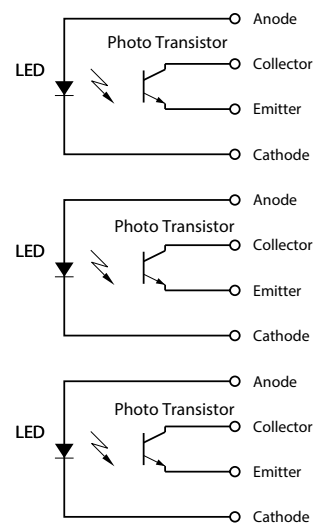 Anode
Photo Transistor
LED
Collector
Emitter
Cathode
Anode
Photo Transistor
LED
Collector
Emitter
Cathode
Anode
Photo Transistor
LED
Collector
Emitter
Cathode